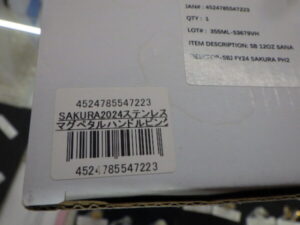 JAN# : 4524785547223
QTY : 1
LOT# : 355ML-53679VH
ITEM DESCRIPTION: SB 12OZ SANA
SBJ FY24 SAKURA PH2
4524785547223
SAKURA2024ステンレス
マグペタルハンドルピンク
4524785547223